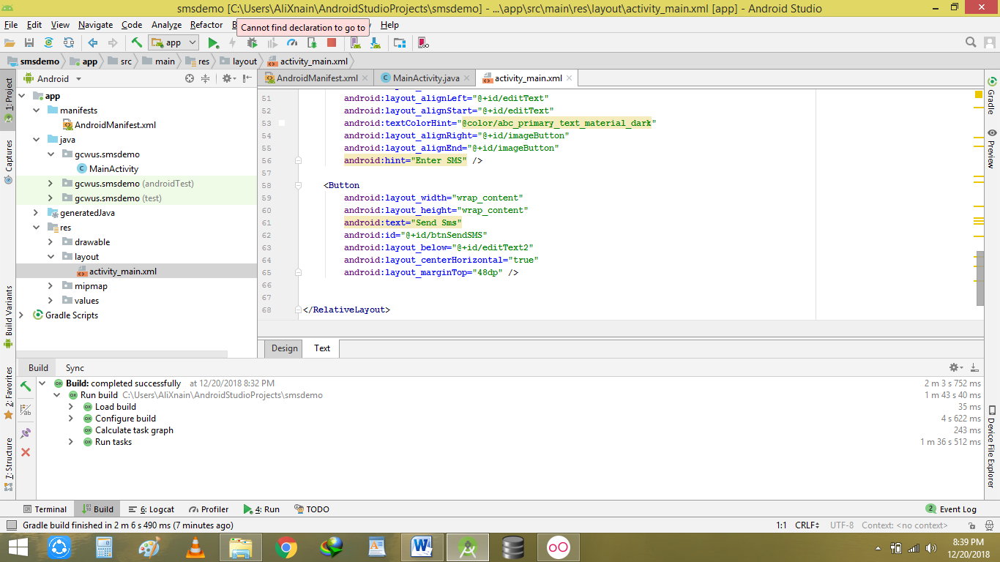 smsdemo [C:\Users\AliXnain\AndroidStudioProjects\smsdemo] - ...\app\src\main\res\layout\activity_main.xml [app] - Android Studio
File Edit View Navigate Code Analyze Refactor B Help
Cannot find declaration to go to
app
smsdemo app src main res layout activity_main.xml
1: Project
Captures
Build Variants
2: Favorites
7: Structure
Android
app
manifests
AndroidManifest.xml
java
gcwus.smsdemo
MainActivity
gcwus.smsdemo (androidTest)
gcwus.smsdemo (test)
generatedJava
res
drawable
layout
activity_main.xml
mipmap
values
Gradle Scripts
AndroidManifest.xml MainActivity.java activity_main.xml
51 android:layout_alignLeft="@+id/editText"
52 android:layout_alignStart="@+id/editText"
53 android:textColorHint="@color/abc_primary_text_material_dark"
54 android:layout_alignRight="@+id/imageButton"
55 android:layout_alignEnd="@+id/imageButton"
56 android:hint="Enter SMS" />
57
58 <Button
59 android:layout_width="wrap_content"
60 android:layout_height="wrap_content"
61 android:text="Send Sms"
62 android:id="@+id/btnSendSMS"
63 android:layout_below="@+id/editText2"
64 android:layout_centerHorizontal="true"
65 android:layout_marginTop="48dp" />
66
67
68 </RelativeLayout>
Design Text
Gradle
Preview
Device File Explorer
Build Sync
Build: completed successfully at 12/20/2018 8:32 PM 2 m 3 s 752 ms
Run build C:\Users\AliXnain\AndroidStudioProjects\smsdemo 1 m 43 s 40 ms
Load build 35 ms
Configure build 4 s 622 ms
Calculate task graph 243 ms
Run tasks 1 m 36 s 512 ms
Terminal Build 6: Logcat Profiler 4: Run TODO 2 Event Log
Gradle build finished in 2 m 6 s 490 ms (7 minutes ago) 1:1 CRLF UTF-8 Context: <no context>
8:39 PM
12/20/2018